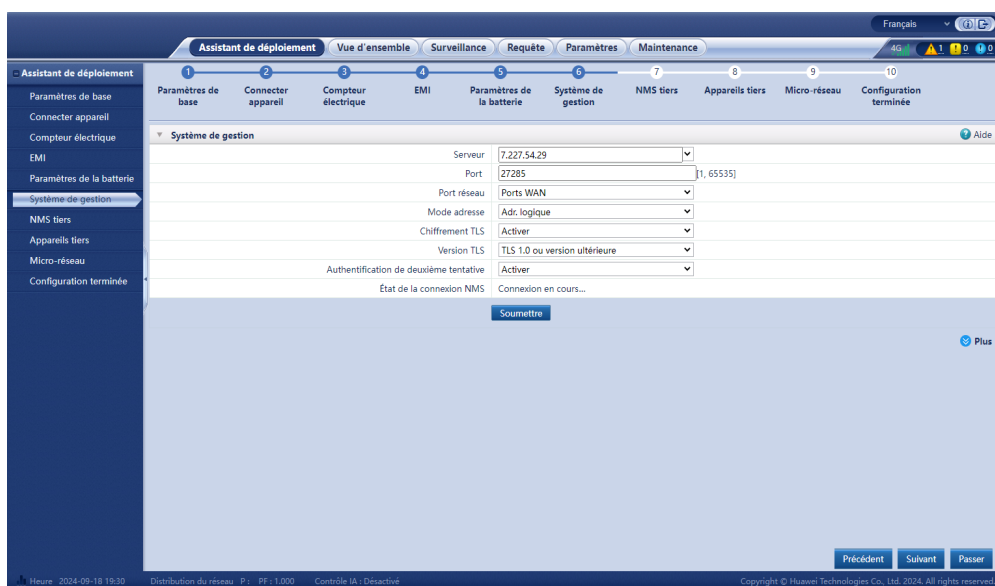 Français
Assistant de déploiement Vue d'ensemble Surveillance Requête Paramètres Maintenance
4G 1 0 0
Assistant de déploiement
Paramètres de base
Connecter appareil
Compteur électrique
EMI
Paramètres de la batterie
Système de gestion
NMS tiers
Appareils tiers
Micro-réseau
Configuration terminée
1 2 3 4 5 6 7 8 9 10
Paramètres de base
Connecter appareil
Compteur électrique
EMI
Paramètres de la batterie
Système de gestion
NMS tiers
Appareils tiers
Micro-réseau
Configuration terminée
Système de gestion
Aide
Serveur 7.227.54.29
Port 27285 [1, 65535]
Port réseau Ports WAN
Mode adresse Adr. logique
Chiffrement TLS Activer
Version TLS TLS 1.0 ou version ultérieure
Authentification de deuxième tentative Activer
État de la connexion NMS Connexion en cours...
Soumettre
Plus
Précédent Suivant Passer
Heure 2024-09-18 19:30 Distribution du réseau P : PF : 1.000 Contrôle IA : Désactivé Copyright © Huawei Technologies Co., Ltd. 2024. All rights reserved.